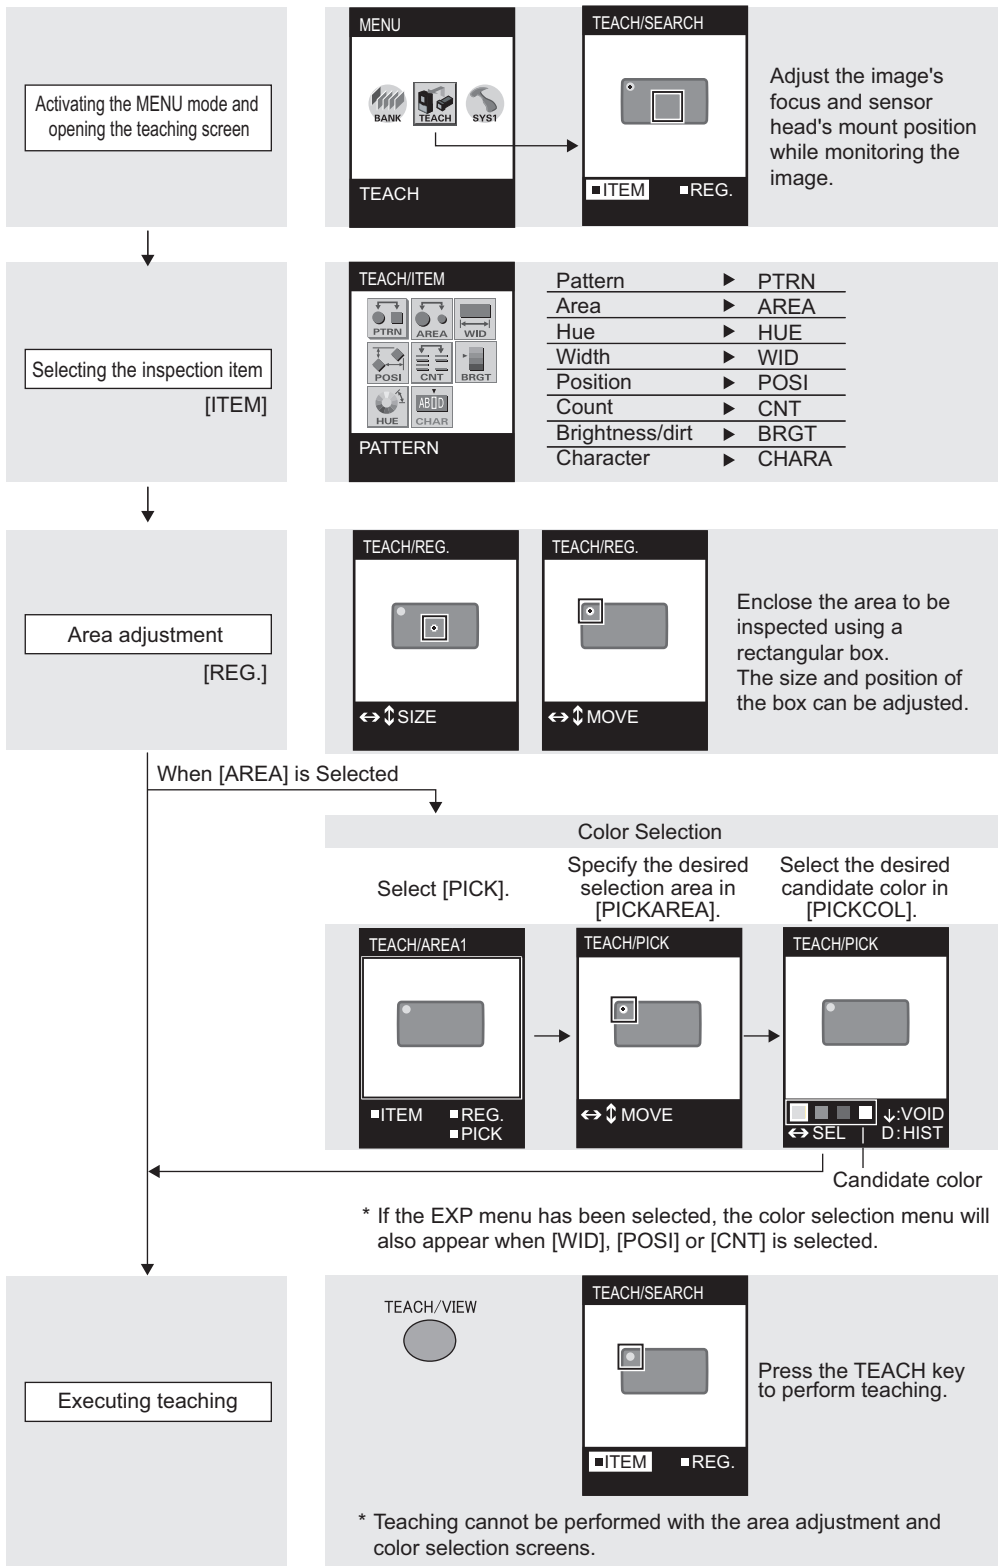 Activating the MENU mode and
opening the teaching screen
MENU
BANK
TEACH
SYS1
TEACH
TEACH/SEARCH
■ITEM ■REG.
Adjust the image's
focus and sensor
head's mount position
while monitoring the
image.
Selecting the inspection item
[ITEM]
TEACH/ITEM
PTRN
AREA
WID
POSI
CNT
BRGT
HUE
AB▯D
CHAR
PATTERN
Pattern ▶ PTRN
Area ▶ AREA
Hue ▶ HUE
Width ▶ WID
Position ▶ POSI
Count ▶ CNT
Brightness/dirt ▶ BRGT
Character ▶ CHARA
Area adjustment
[REG.]
TEACH/REG.
↔↕SIZE
TEACH/REG.
↔↕MOVE
Enclose the area to be
inspected using a
rectangular box.
The size and position of
the box can be adjusted.
When [AREA] is Selected
Color Selection
Select [PICK].
Specify the desired
selection area in
[PICKAREA].
Select the desired
candidate color in
[PICKCOL].
TEACH/AREA1
■ITEM ■REG.
■PICK
TEACH/PICK
↔↕MOVE
TEACH/PICK
↓:VOID
↔SEL D:HIST
Candidate color
* If the EXP menu has been selected, the color selection menu will
also appear when [WID], [POSI] or [CNT] is selected.
Executing teaching
TEACH/VIEW
TEACH/SEARCH
■ITEM ■REG.
Press the TEACH key
to perform teaching.
* Teaching cannot be performed with the area adjustment and
color selection screens.